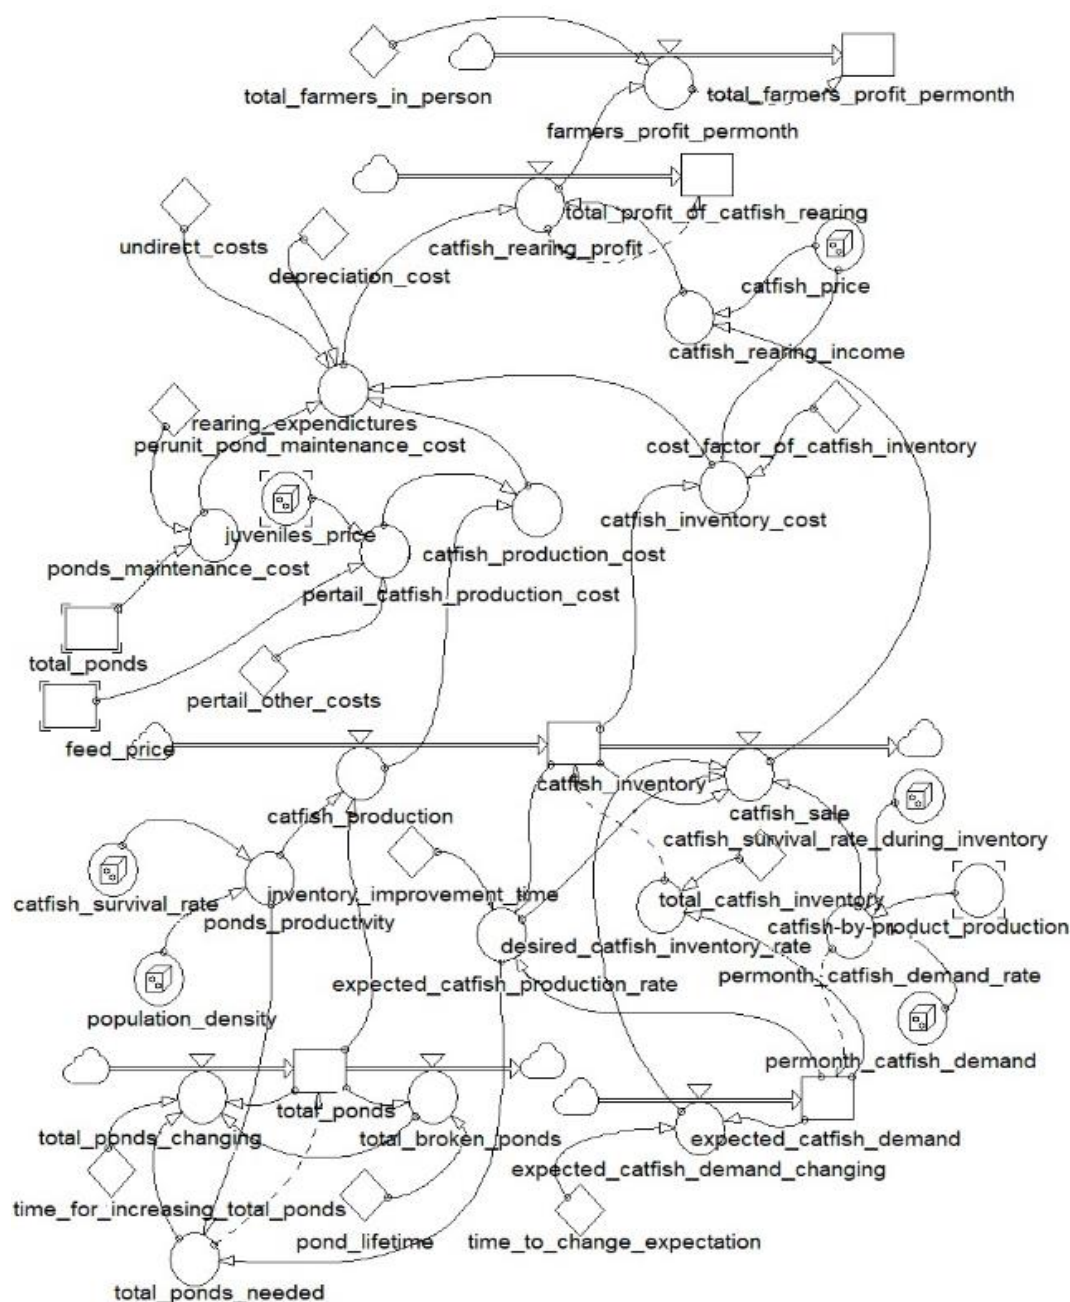 total_farmers_in_person
total_farmers_profit_permonth
farmers_profit_permonth
total_profit_of_catfish_rearing
undirect_costs
catfish_rearing_profit
depreciation_cost
catfish_price
catfish_rearing_income
rearing_expendictures
perunit_pond_maintenance_cost
cost_factor_of_catfish_inventory
catfish_inventory_cost
juveniles_price
catfish_production_cost
ponds_maintenance_cost
pertail_catfish_production_cost
total_ponds
pertail_other_costs
feed_price
catfish_inventory
catfish_production
catfish_sale
catfish_survival_rate_during_inventory
inventory_improvement_time
total_catfish_inventory
catfish_survival_rate
ponds_productivity
catfish-by-product_production
desired_catfish_inventory_rate
permonth_catfish_demand_rate
expected_catfish_production_rate
population_density
permonth_catfish_demand
total_ponds
total_ponds_changing
total_broken_ponds
expected_catfish_demand
expected_catfish_demand_changing
time_for_increasing_total_ponds
pond_lifetime
time_to_change_expectation
total_ponds_needed